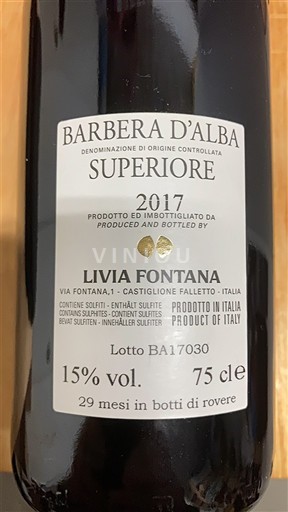 BARBERA D'ALBA
DENOMINAZIONE DI ORIGINE CONTROLLATA
SUPERIORE
2017
PRODOTTO ED IMBOTTIGLIATO DA
PRODUCED AND BOTTLED BY
VINIOU
LIVIA FONTANA
VIA FONTANA,1 - CASTIGLIONE FALLETTO - ITALIA
CONTIENE SOLFITI - ENTHÄLT SULFITE
CONTAINS SULPHITES - CONTIENT SULFITES
BEVAT SULFITEN - INNEHÅLLER SULFITER
PRODOTTO IN ITALIA
PRODUCT OF ITALY
Lotto BA17030
15% vol. 75 cl e
29 mesi in botti di rovere